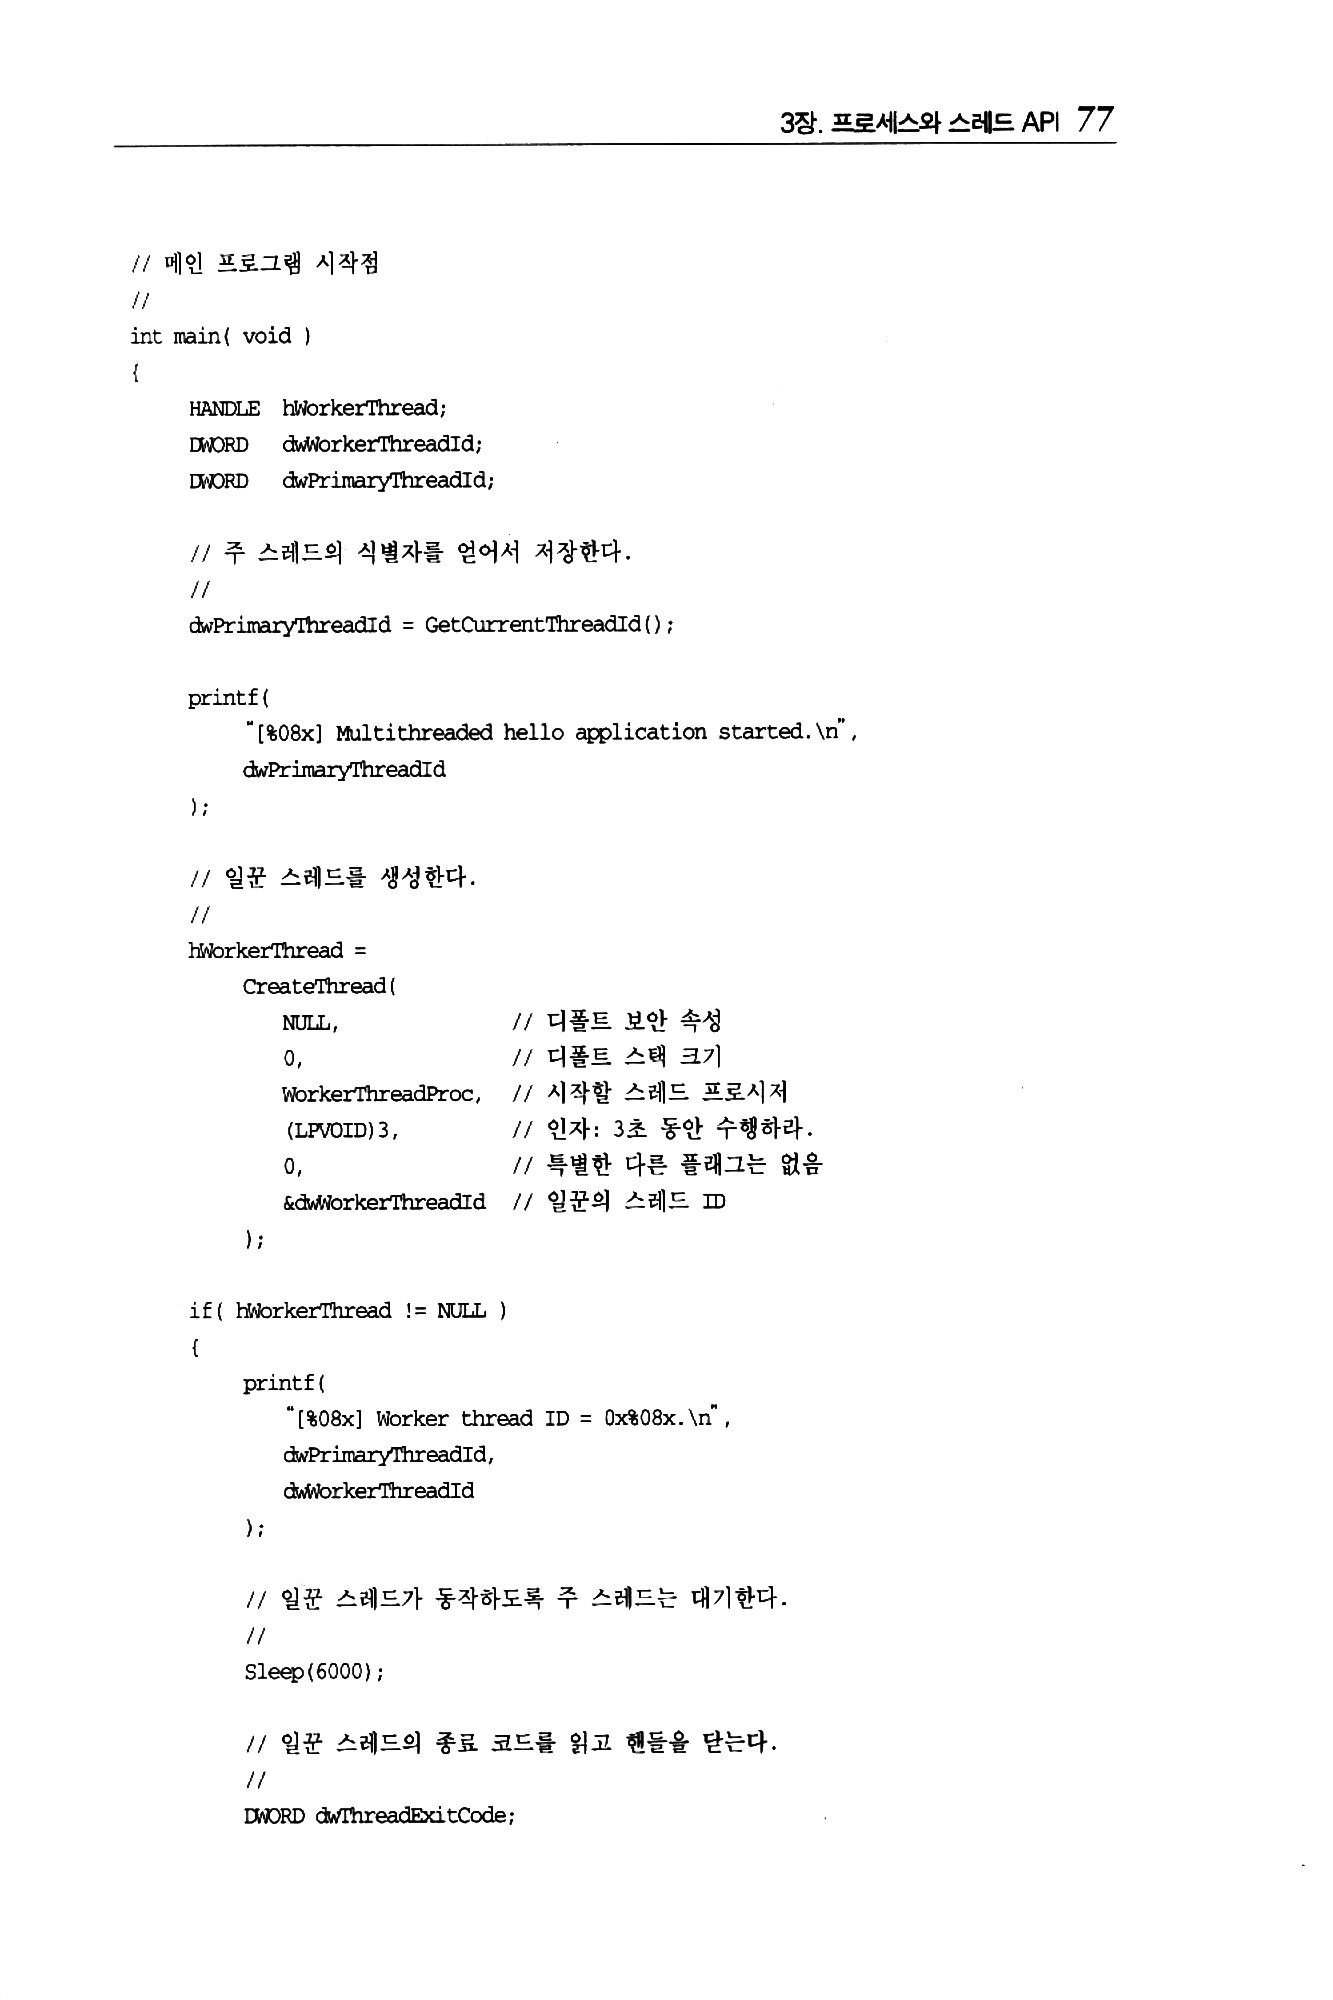 3장. 프로세스와 스레드 API 77
// 메인 프로그램 시작점
//
int main( void )
{
HANDLE hWorkerThread;
DWORD dwWorkerThreadId;
DWORD dwPrimaryThreadId;
// 주 스레드의 식별자를 얻어서 저장한다.
//
dwPrimaryThreadId = GetCurrentThreadId();
printf(
"[%08x] Multithreaded hello application started.\n",
dwPrimaryThreadId
);
// 일꾼 스레드를 생성한다.
//
hWorkerThread =
CreateThread(
NULL, // 디폴트 보안 속성
0, // 디폴트 스택 크기
WorkerThreadProc, // 시작할 스레드 프로시저
(LPVOID)3, // 인자: 3초 동안 수행하라.
0, // 특별한 다른 플래그는 없음
&dwWorkerThreadId // 일꾼의 스레드 ID
);
if( hWorkerThread != NULL )
{
printf(
"[%08x] Worker thread ID = 0x%08x.\n",
dwPrimaryThreadId,
dwWorkerThreadId
);
// 일꾼 스레드가 동작하도록 주 스레드는 대기한다.
//
Sleep(6000);
// 일꾼 스레드의 종료 코드를 읽고 핸들을 닫는다.
//
DWORD dwThreadExitCode;